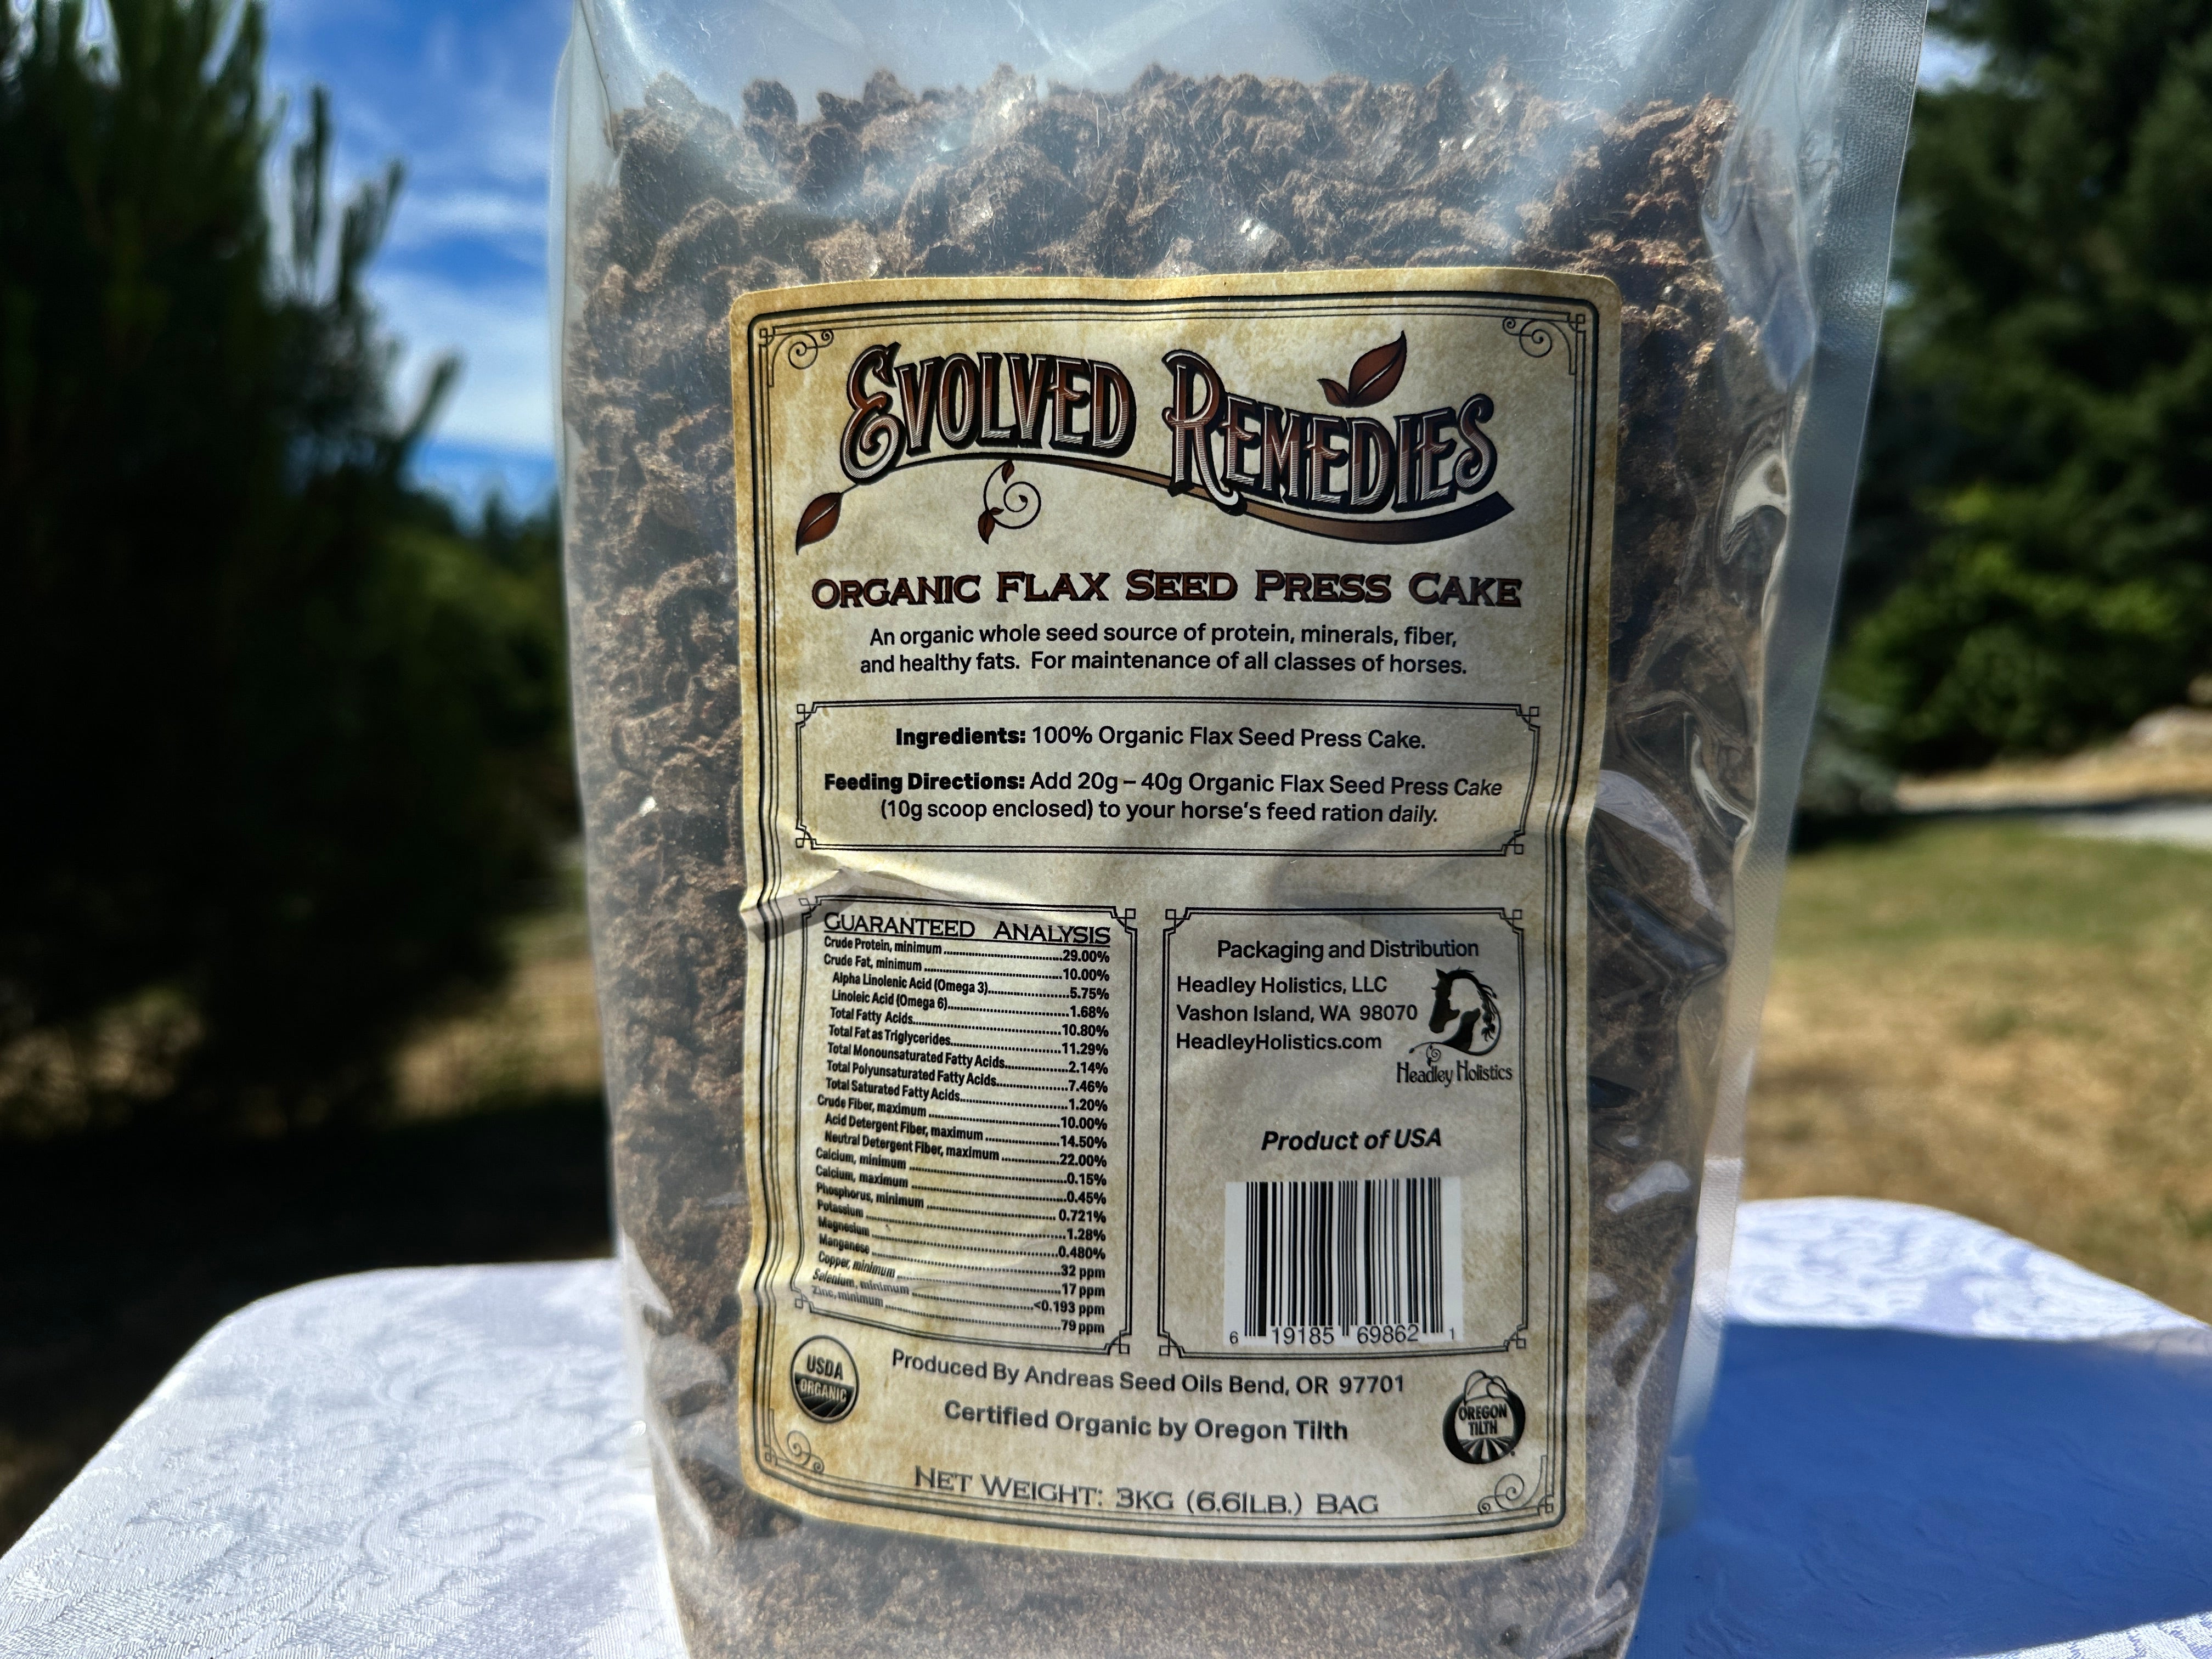 EVOLVED REMEDIES
ORGANIC FLAX SEED PRESS CAKE
An organic whole seed source of protein, minerals, fiber,
and healthy fats. For maintenance of all classes of horses.
Ingredients: 100% Organic Flax Seed Press Cake.
Feeding Directions: Add 20g – 40g Organic Flax Seed Press Cake
(10g scoop enclosed) to your horse's feed ration daily.
GUARANTEED ANALYSIS
Crude Protein, minimum ........ 29.00%
Crude Fat, minimum ........ 10.00%
Alpha Linolenic Acid (Omega 3) ........ 5.75%
Linoleic Acid (Omega 6) ........ 1.68%
Total Fatty Acids ........ 10.80%
Total Fat as Triglycerides ........ 11.29%
Total Monounsaturated Fatty Acids ........ 2.14%
Total Polyunsaturated Fatty Acids ........ 7.46%
Total Saturated Fatty Acids ........ 1.20%
Crude Fiber, maximum ........ 10.00%
Acid Detergent Fiber, maximum ........ 14.50%
Neutral Detergent Fiber, maximum ........ 22.00%
Calcium, minimum ........ 0.15%
Calcium, maximum ........ 0.45%
Phosphorus, minimum ........ 0.721%
Potassium ........ 1.28%
Magnesium ........ 0.480%
Manganese ........ 32 ppm
Copper, minimum ........ 17 ppm
Selenium, minimum ........ <0.193 ppm
Zinc, minimum ........ 79 ppm
Packaging and Distribution
Headley Holistics, LLC
Vashon Island, WA 98070
HeadleyHolistics.com
Headley Holistics
Product of USA
6 19185 69862 1
USDA
ORGANIC
Produced By Andreas Seed Oils Bend, OR 97701
Certified Organic by Oregon Tilth
OREGON
TILTH
NET WEIGHT: 3KG (6.61LB.) BAG